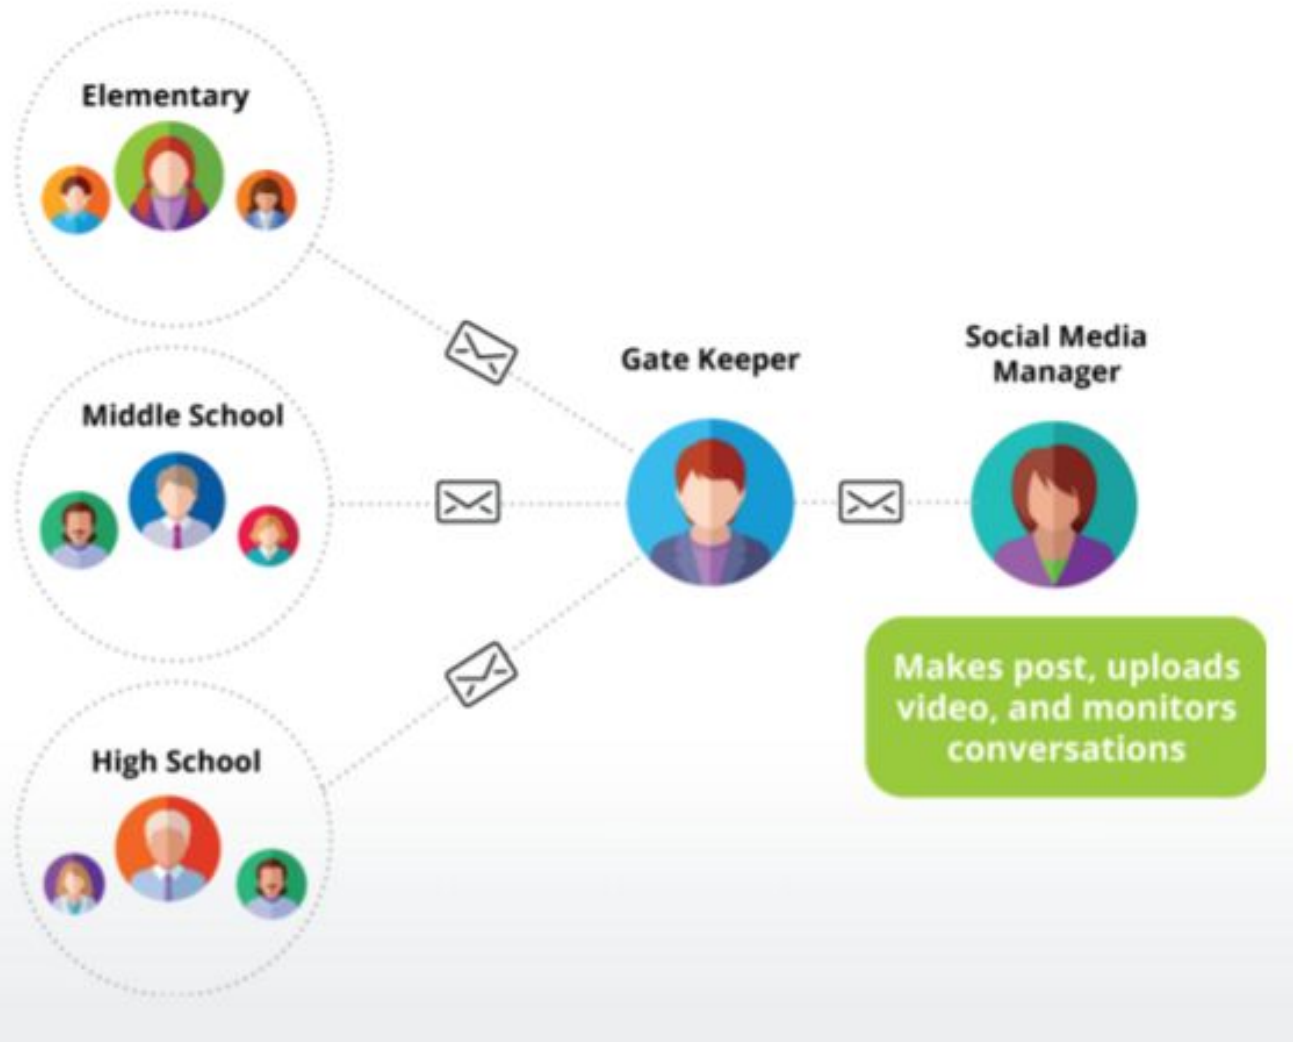 Elementary
Middle School
High School
Gate Keeper
Social Media
Manager
Makes post, uploads
video, and monitors
conversations